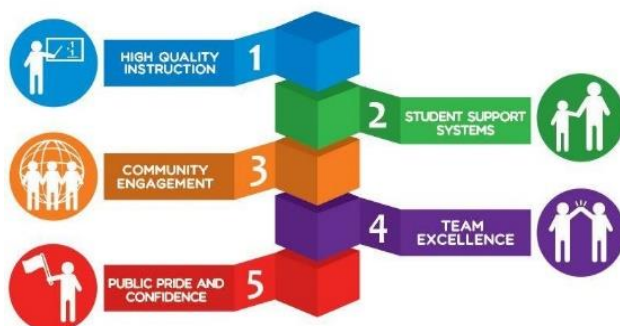 HIGH QUALITY
INSTRUCTION
1
2
STUDENT SUPPORT
SYSTEMS
COMMUNITY
ENGAGEMENT
3
4
TEAM
EXCELLENCE
PUBLIC PRIDE AND
CONFIDENCE
5